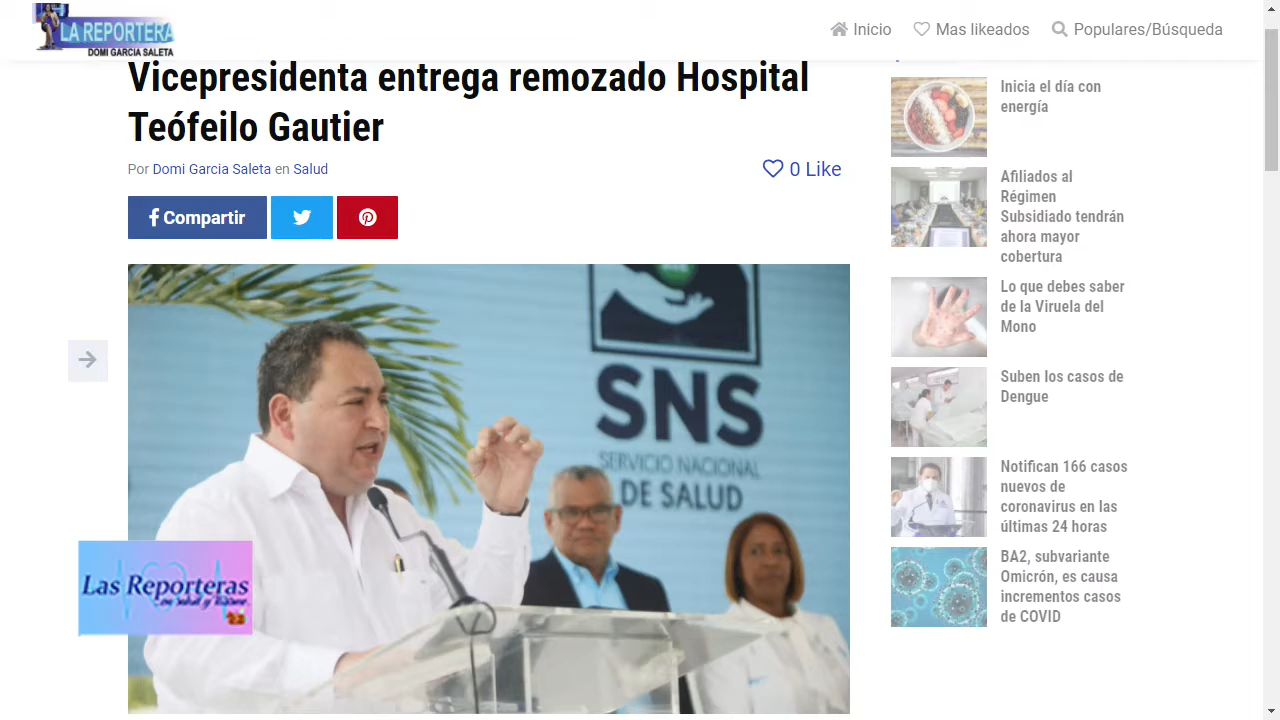 LA REPORTERA
DOMI GARCIA SALETA
Inicio
Mas likeados
Populares/Búsqueda
Vicepresidenta entrega remozado Hospital
Teófeilo Gautier
Por Domi Garcia Saleta en Salud
0 Like
Compartir
SNS
SERVICIO NACIONAL
DE SALUD
Las Reporteras
en Salud y Turismo
Inicia el día con
energía
Afiliados al
Régimen
Subsidiado tendrán
ahora mayor
cobertura
Lo que debes saber
de la Viruela del
Mono
Suben los casos de
Dengue
Notifican 166 casos
nuevos de
coronavirus en las
últimas 24 horas
BA2, subvariante
Omicrón, es causa
incrementos casos
de COVID